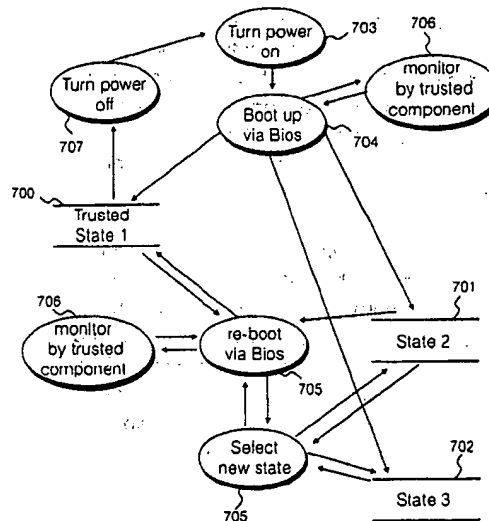 Turn power
on
703
706
monitor
by trusted
component
Turn power
off
707
Boot up
via Bios
704
700
Trusted
State 1
706
monitor
by trusted
component
re-boot
via Bios
705
701
State 2
Select
new state
705
702
State 3